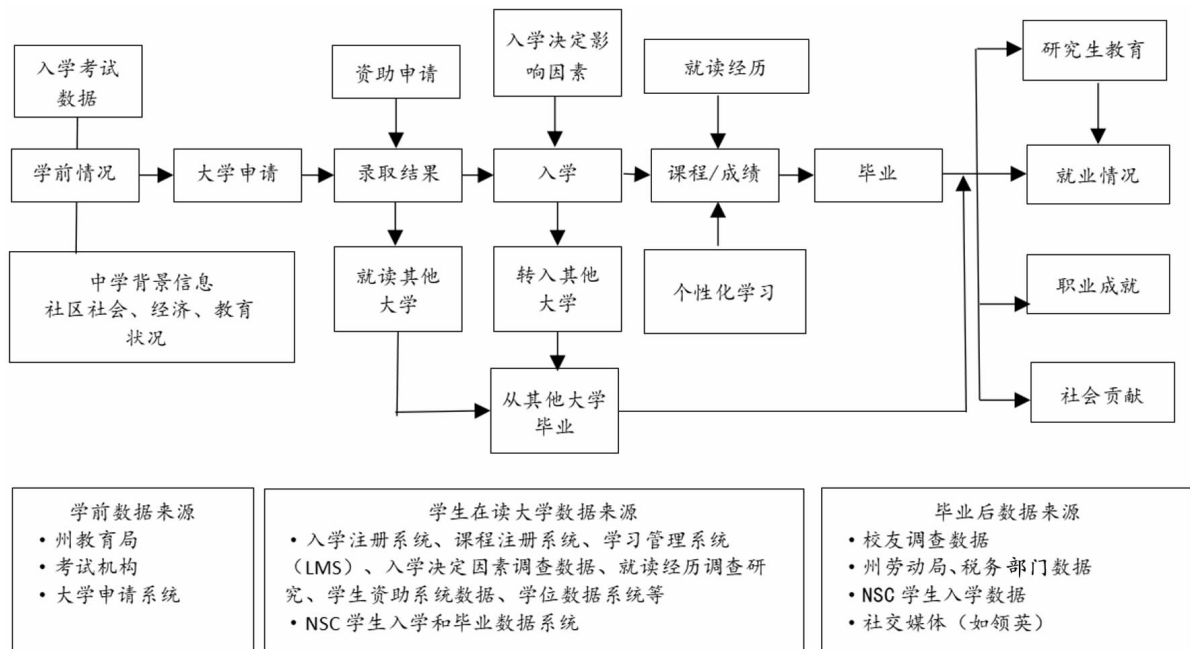 入学考试
数据
资助申请
入学决定影
响因素
就读经历
研究生教育
学前情况
大学申请
录取结果
入学
课程/成绩
毕业
就业情况
中学背景信息
社区社会、经济、教育
状况
就读其他
大学
转入其他
大学
个性化学习
职业成就
从其他大学
毕业
社会贡献
学前数据来源
• 州教育局
• 考试机构
• 大学申请系统
学生在读大学数据来源
• 入学注册系统、课程注册系统、学习管理系统
（LMS）、入学决定因素调查数据、就读经历调查研
究、学生资助系统数据、学位数据系统等
• NSC 学生入学和毕业数据系统
毕业后数据来源
• 校友调查数据
• 州劳动局、税务部门数据
• NSC 学生入学数据
• 社交媒体（如领英）